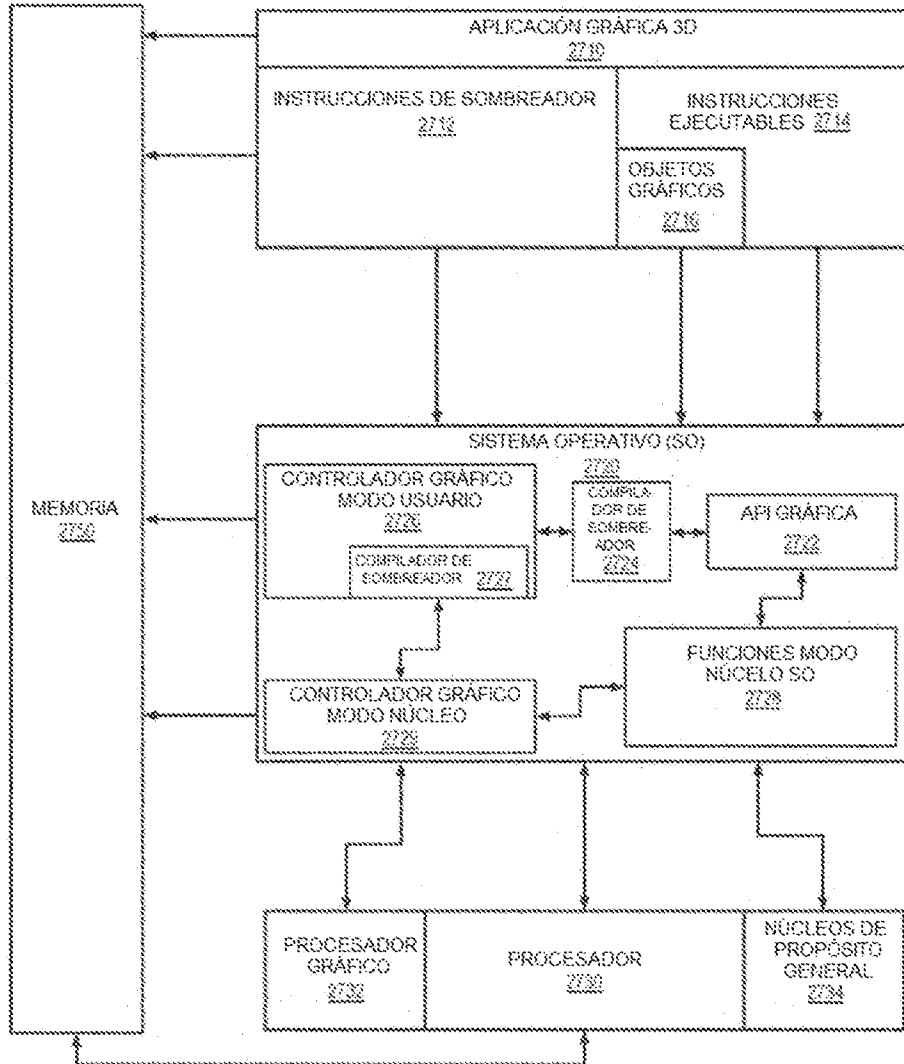 APLICACIÓN GRÁFICA 3D
2710
INSTRUCCIONES DE SOMBREADOR
2712
INSTRUCCIONES
EJECUTABLES 2714
OBJETOS
GRÁFICOS
2716
MEMORIA
2750
SISTEMA OPERATIVO (SO)
2720
CONTROLADOR GRÁFICO
MODO USUARIO
2726
COMPILADOR DE
SOMBREADOR 2727
COMPILA-
DOR DE
SOMBRE-
ADOR
2724
API GRÁFICA
2722
CONTROLADOR GRÁFICO
MODO NÚCLEO
2729
FUNCIONES MODO
NÚCELO SO
2728
PROCESADOR
GRÁFICO
2732
PROCESADOR
2730
NÚCLEOS DE
PROPÓSITO
GENERAL
2734